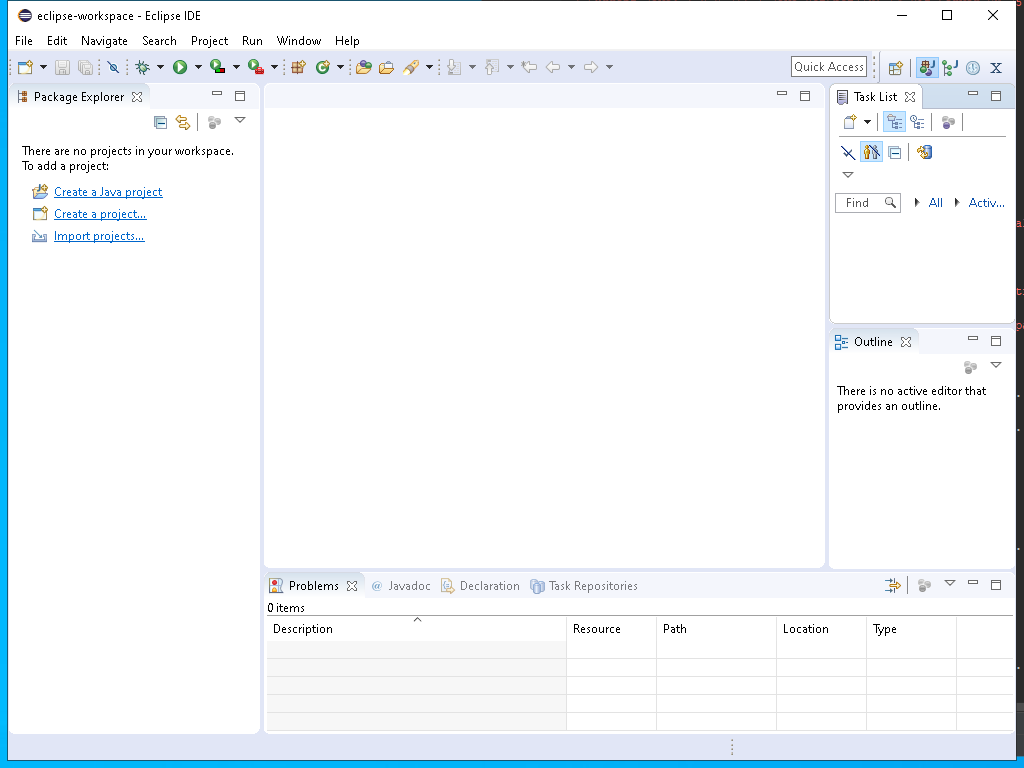 eclipse-workspace - Eclipse IDE
File Edit Navigate Search Project Run Window Help
Quick Access
Package Explorer
There are no projects in your workspace.
To add a project:
Create a Java project
Create a project...
Import projects...
Task List
Find All Activ...
Outline
There is no active editor that
provides an outline.
Problems @ Javadoc Declaration Task Repositories
0 items
Description Resource Path Location Type